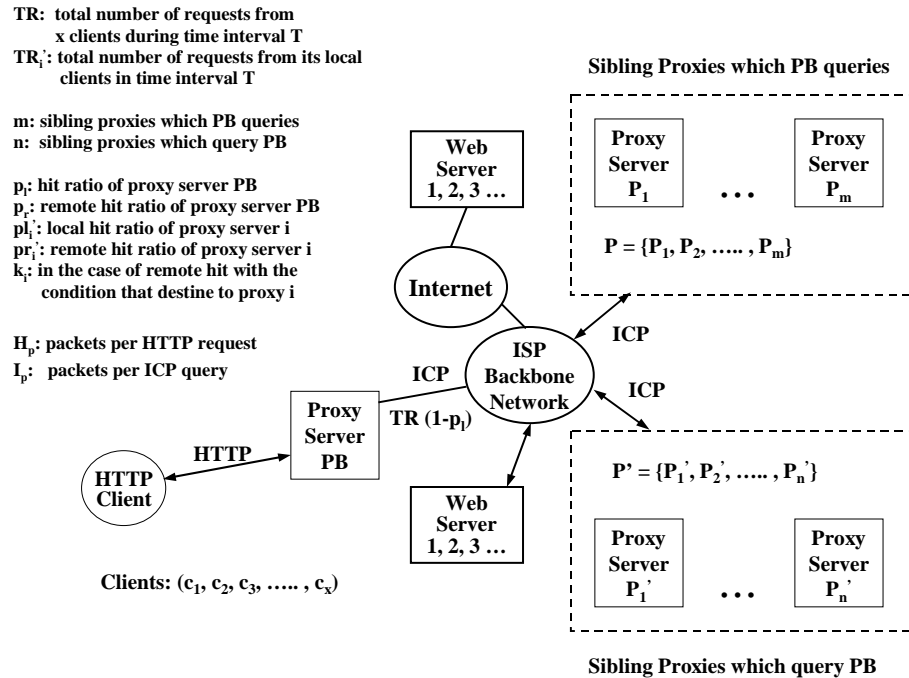 TR: total number of requests from
x clients during time interval T
TRi’: total number of requests from its local
clients in time interval T
m: sibling proxies which PB queries
n: sibling proxies which query PB
pl: hit ratio of proxy server PB
pr: remote hit ratio of proxy server PB
pli’: local hit ratio of proxy server i
pri’: remote hit ratio of proxy server i
ki: in the case of remote hit with the
condition that destine to proxy i
Hp: packets per HTTP request
Ip: packets per ICP query
Sibling Proxies which PB queries
Proxy
Server
P1
...
Proxy
Server
Pm
P = {P1, P2, ….. , Pm}
Web
Server
1, 2, 3 …
Internet
ICP
ISP
Backbone
Network
ICP
ICP
TR (1-pl)
Proxy
Server
PB
HTTP
HTTP
Client
Web
Server
1, 2, 3 …
P’ = {P1’, P2’, ….. , Pn’}
Proxy
Server
P1’
...
Proxy
Server
Pn’
Clients: (c1, c2, c3, ….. , cx)
Sibling Proxies which query PB